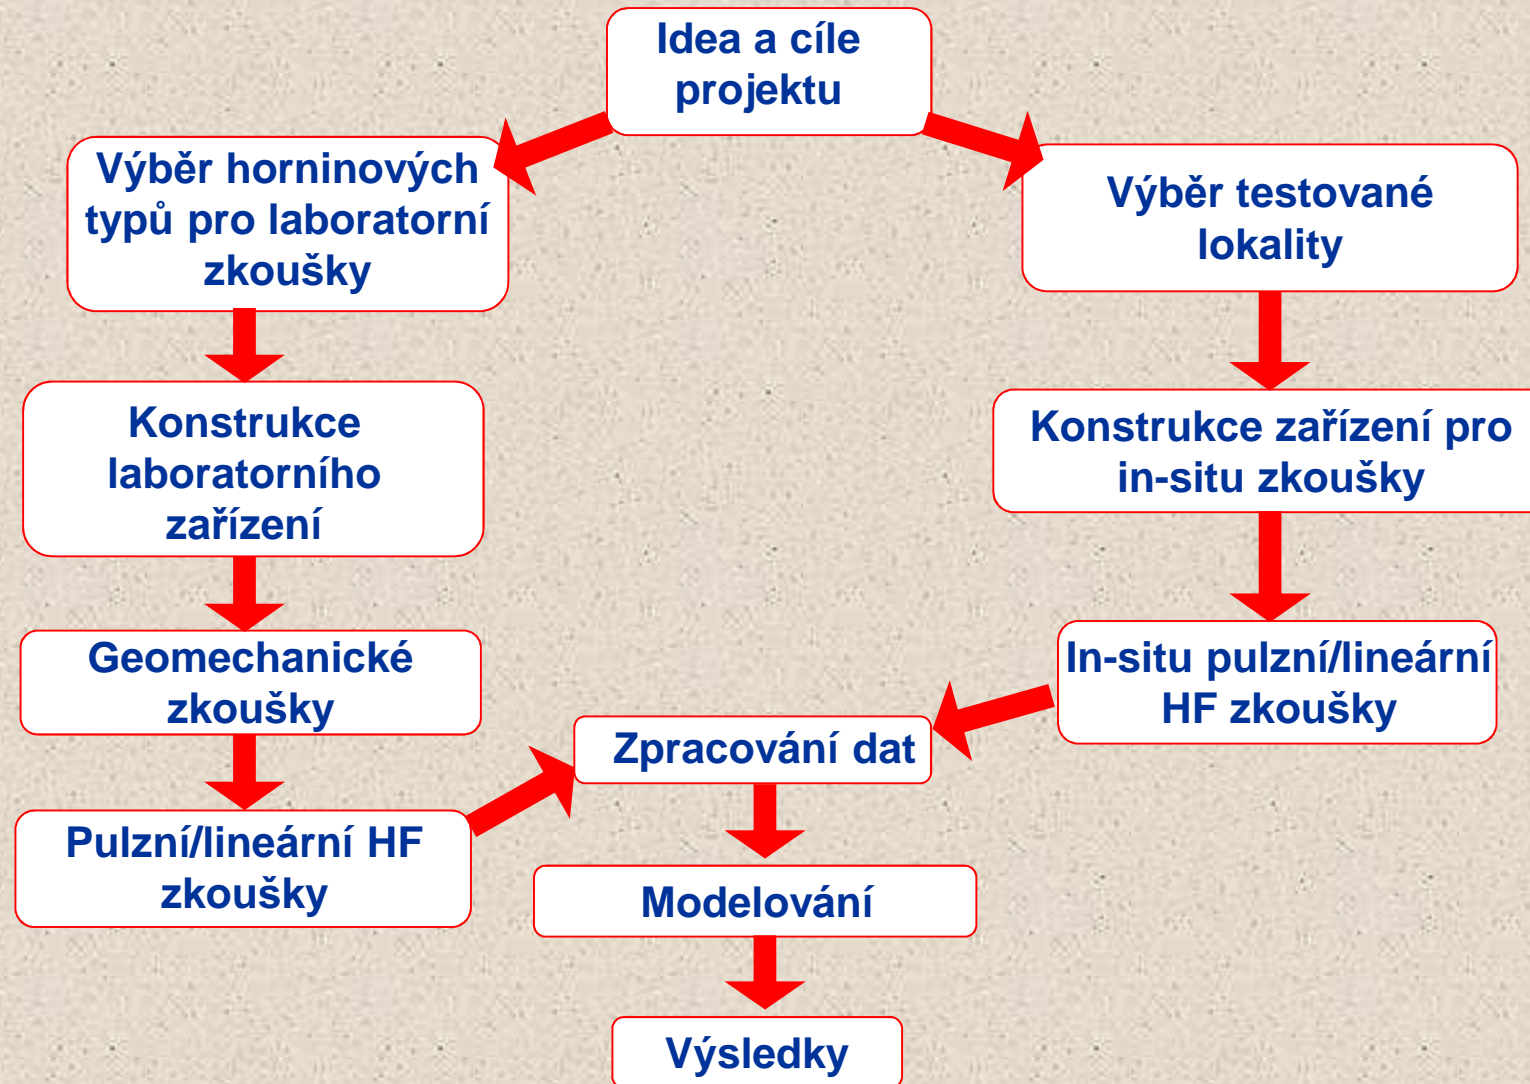 Idea a cíle
projektu
Výběr horninových
typů pro laboratorní
zkoušky
Výběr testované
lokality
Konstrukce
laboratorního
zařízení
Konstrukce zařízení pro
in-situ zkoušky
Geomechanické
zkoušky
In-situ pulzní/lineární
HF zkoušky
Pulzní/lineární HF
zkoušky
Zpracování dat
Modelování
Výsledky